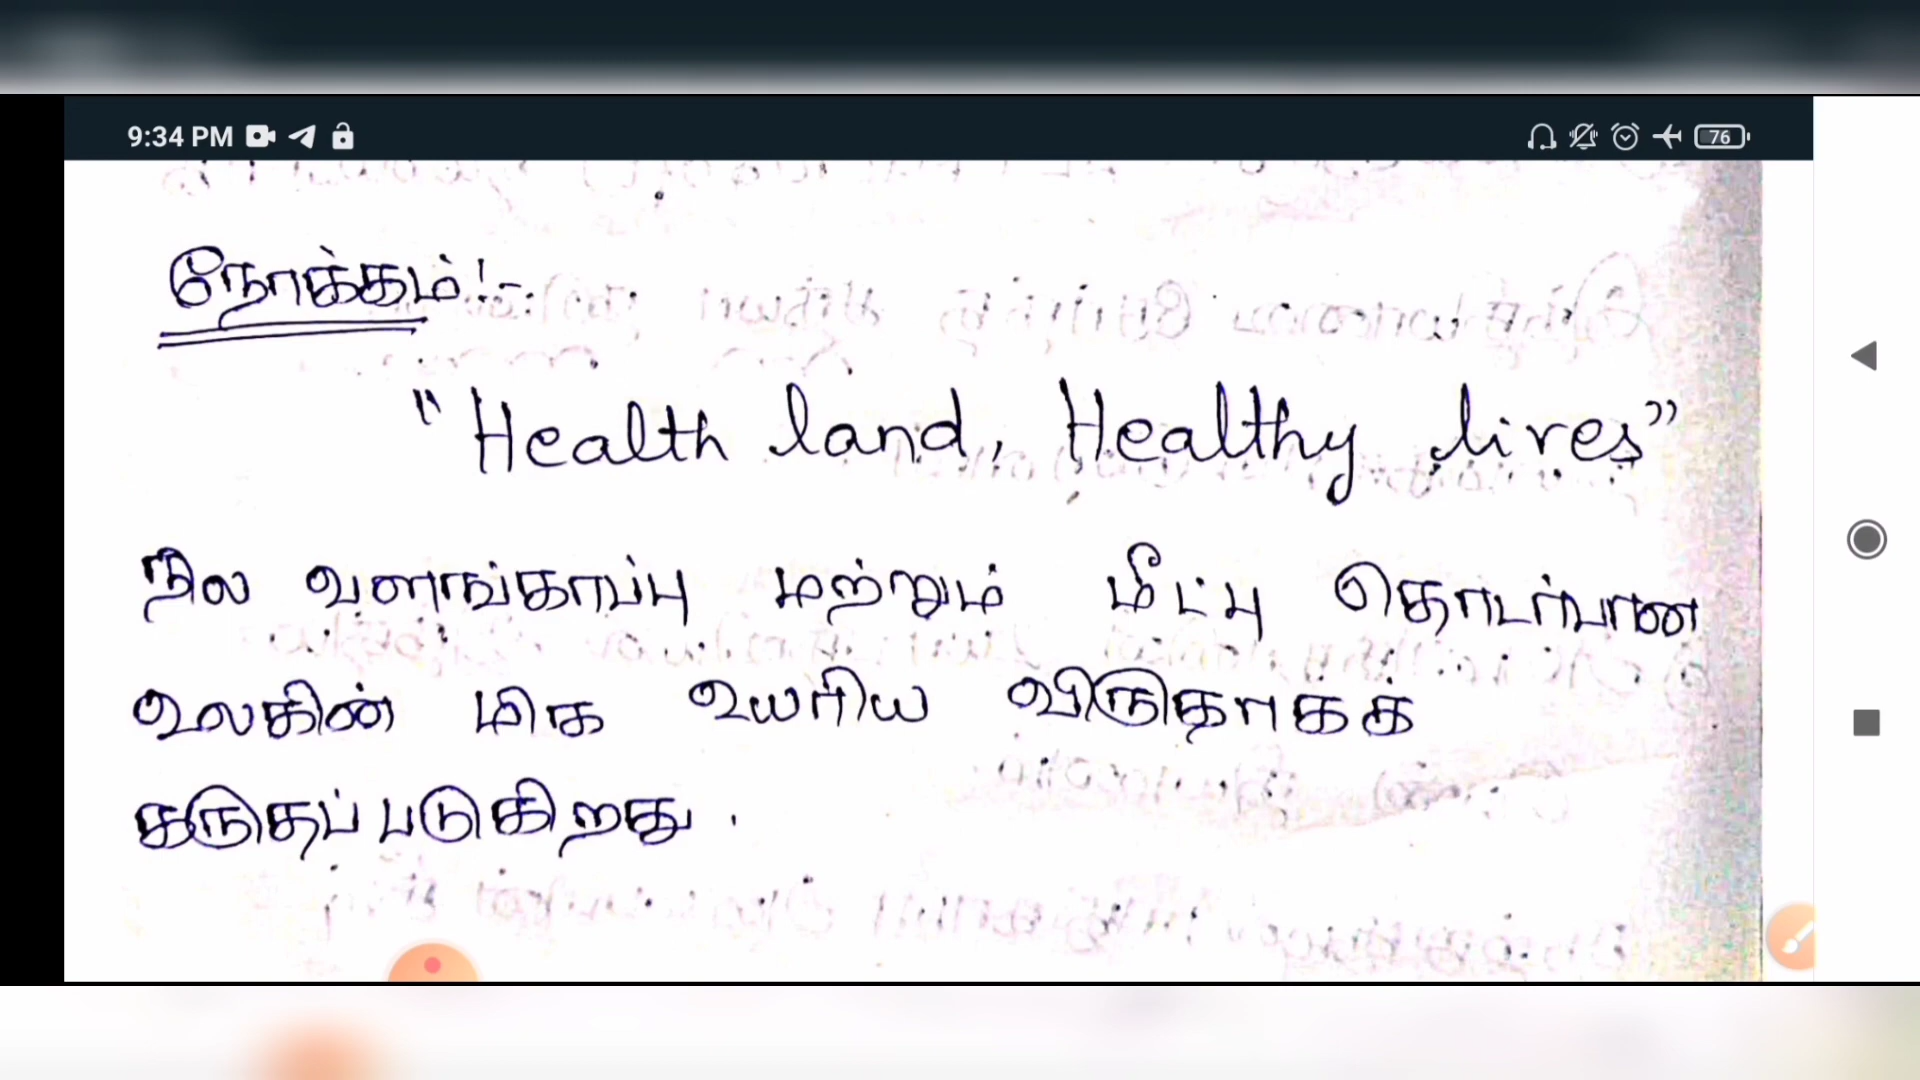 9:34 PM
76
நோக்கம்:-
"Health land, Healthy lives"
நில வளங்காப்பு மற்றும் மீட்பு தொடர்பான
உலகின் மிக உயரிய விருதாகக்
கருதப்படுகிறது.